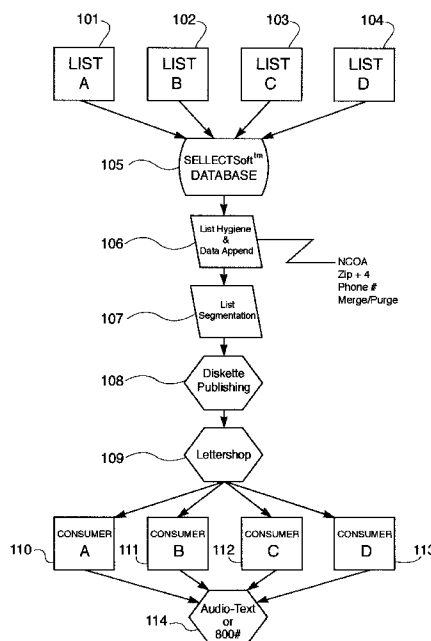 101
102
103
104
LIST
A
LIST
B
LIST
C
LIST
D
105
SELLECTSoft tm
DATABASE
106
List Hygiene
&
Data Append
NCOA
Zip + 4
Phone #
Merge/Purge
107
List
Segmentation
108
Diskette
Publishing
109
Lettershop
CONSUMER
A
CONSUMER
B
CONSUMER
C
CONSUMER
D
110
111
112
113
Audio-Text
or
800#
114